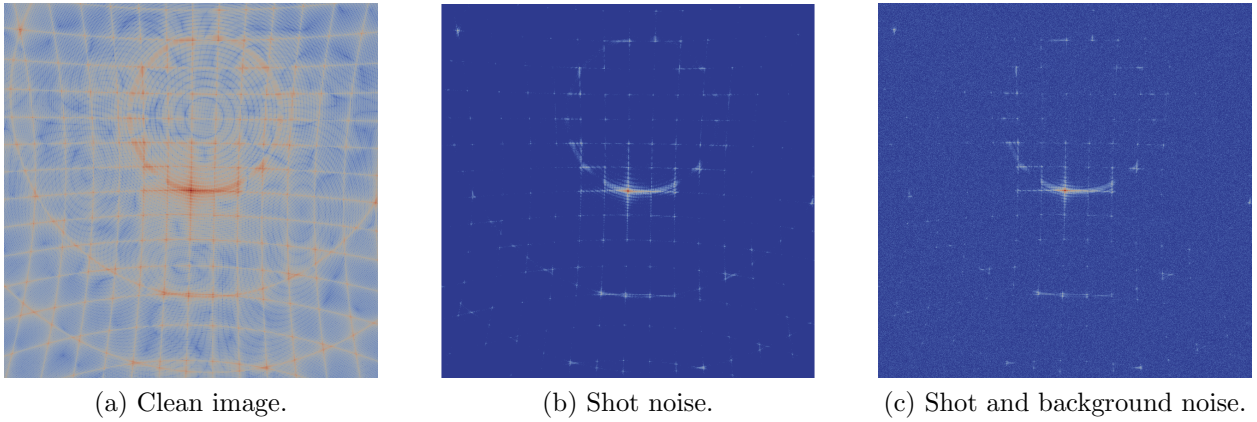 (a) Clean image.
(b) Shot noise.
(c) Shot and background noise.